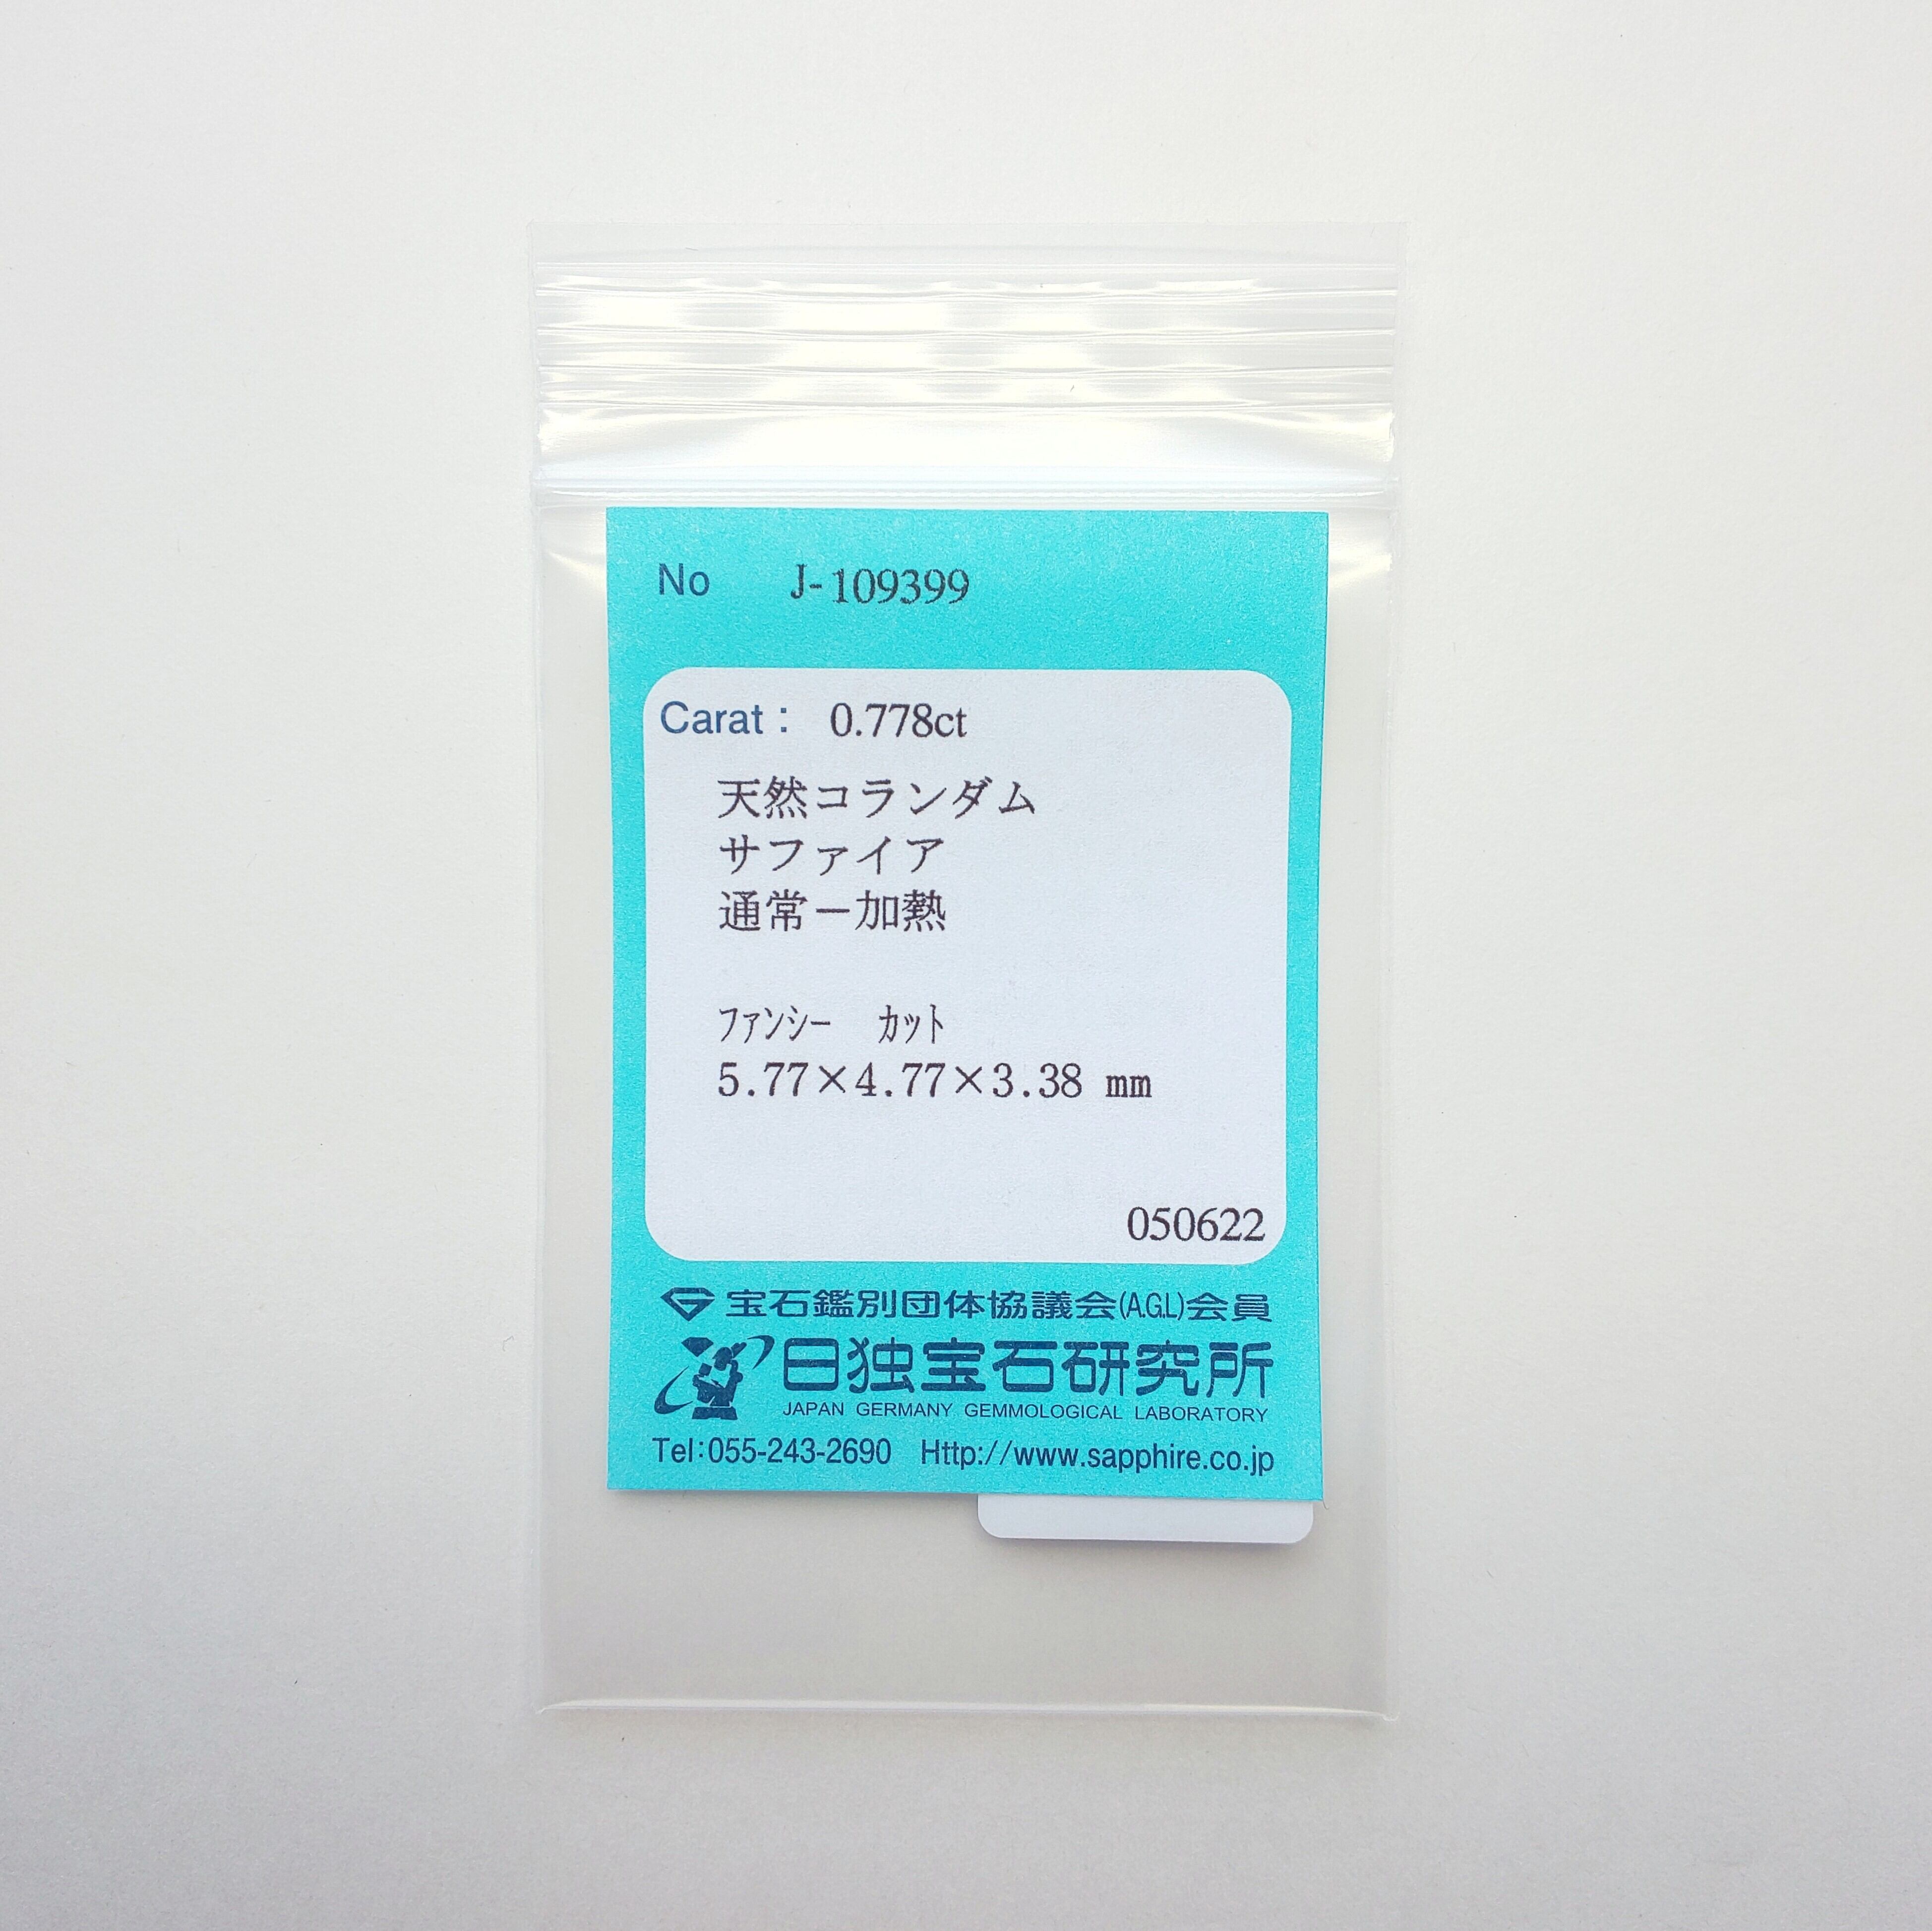 No J-109399
Carat： 0.778ct
天然コランダム
サファイア
通常－加熱
ﾌｧﾝｼｰ ｶｯﾄ
5.77×4.77×3.38 mm
050622
宝石鑑別団体協議会(A.G.L)会員
日独宝石研究所
JAPAN GERMANY GEMMOLOGICAL LABORATORY
Tel:055-243-2690 Http://www.sapphire.co.jp